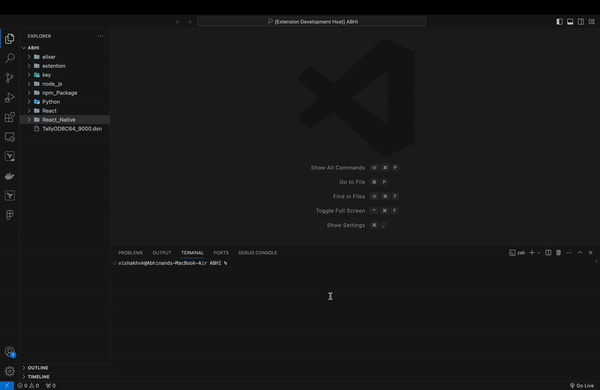 [Extension Development Host] ABHI
EXPLORER
ABHI
elixer
extention
key
node_js
npm_Package
Python
React
React_Native
TallyODBC64_9000.dsn
Show All Commands ⇧ ⌘ P
Go to File ⌘ P
Find in Files ⇧ ⌘ F
Toggle Full Screen ^ ⌘ F
Show Settings ⌘ ,
PROBLEMS OUTPUT TERMINAL PORTS DEBUG CONSOLE
zsh
vishakhvk@Abhinands-MacBook-Air ABHI %
OUTLINE
TIMELINE
1
0 0 0
Go Live